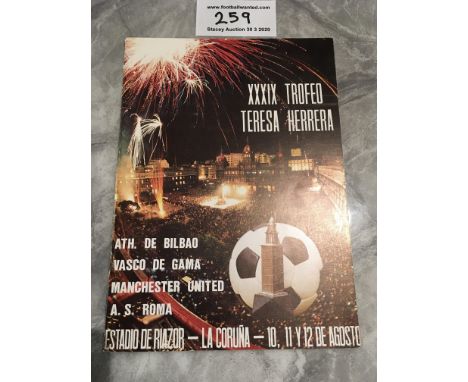 www.footballwanted.com
259
Stacey Auction 30 3 2020
XXXIX TROFEO
TERESA HERRERA
ATH. DE BILBAO
VASCO DE GAMA
MANCHESTER UNITED
A. S. ROMA
ESTADIO DE RIAZOR – LA CORUÑA – 10, 11 Y 12 DE AGOSTO